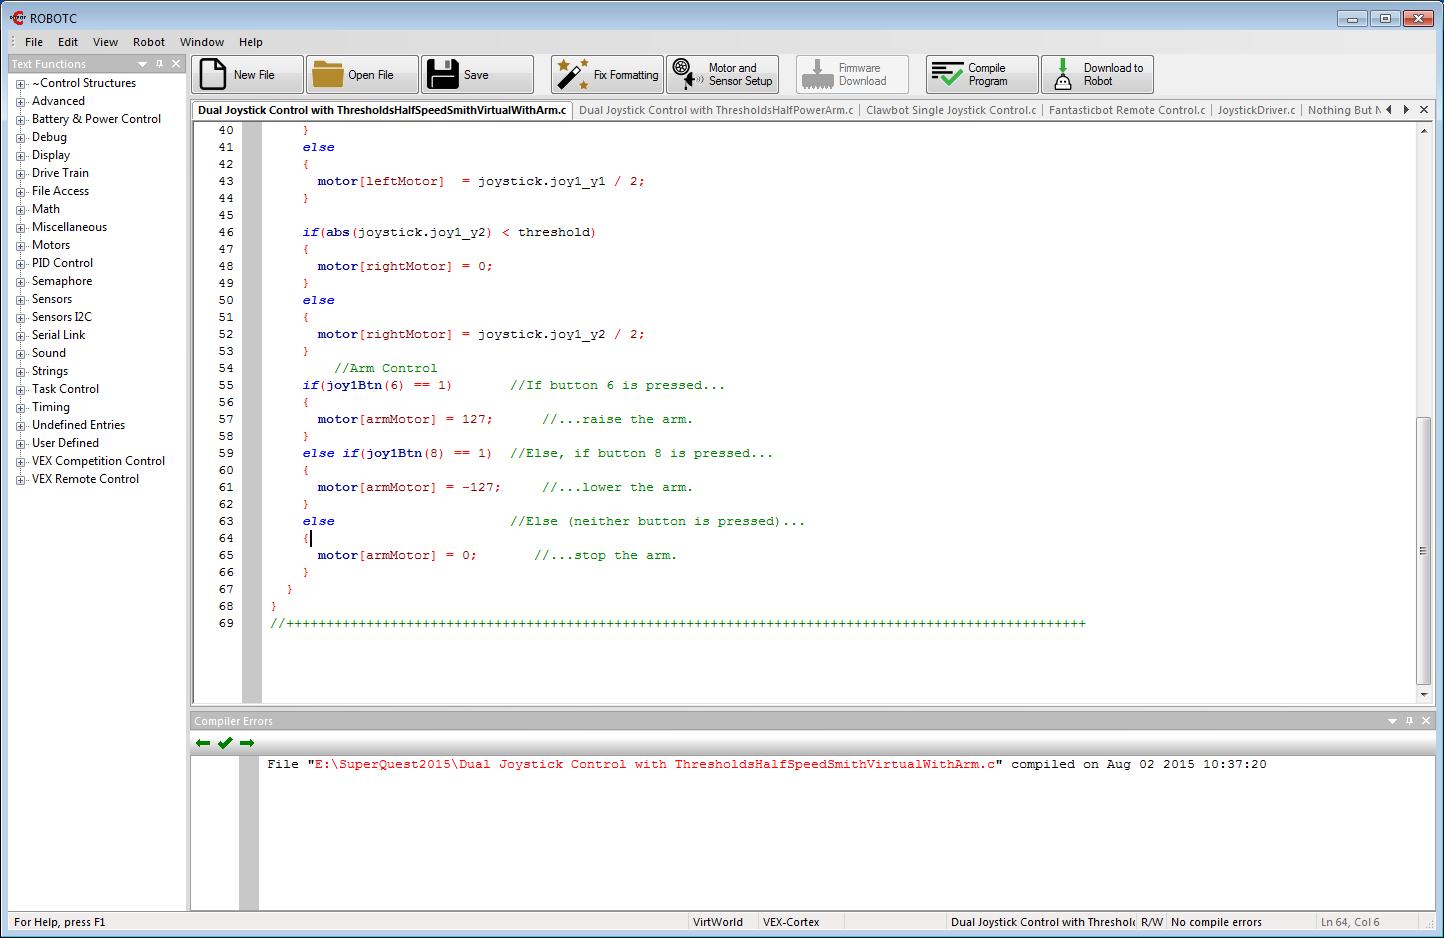 ROBOTC
File Edit View Robot Window Help
Text Functions
~Control Structures
Advanced
Battery & Power Control
Debug
Display
Drive Train
File Access
Math
Miscellaneous
Motors
PID Control
Semaphore
Sensors
Sensors I2C
Serial Link
Sound
Strings
Task Control
Timing
Undefined Entries
User Defined
VEX Competition Control
VEX Remote Control
New File
Open File
Save
Fix Formatting
Motor and
Sensor Setup
Firmware
Download
Compile
Program
Download to
Robot
Dual Joystick Control with ThresholdsHalfSpeedSmithVirtualWithArm.c Dual Joystick Control with ThresholdsHalfPowerArm.c Clawbot Single Joystick Control.c Fantasticbot Remote Control.c JoystickDriver.c Nothing But N
40 }
41 else
42 {
43 motor[leftMotor]  = joystick.joy1_y1 / 2;
44 }
45
46 if(abs(joystick.joy1_y2) < threshold)
47 {
48 motor[rightMotor] = 0;
49 }
50 else
51 {
52 motor[rightMotor] = joystick.joy1_y2 / 2;
53 }
54 //Arm Control
55 if(joy1Btn(6) == 1) //If button 6 is pressed...
56 {
57 motor[armMotor] = 127; //...raise the arm.
58 }
59 else if(joy1Btn(8) == 1) //Else, if button 8 is pressed...
60 {
61 motor[armMotor] = -127; //...lower the arm.
62 }
63 else //Else (neither button is pressed)...
64 {
65 motor[armMotor] = 0; //...stop the arm.
66 }
67 }
68 }
69 //++++++++++++++++++++++++++++++++++++++++++++++++++++++++++++++++++++++++++++++++++++++++++++++++++++
Compiler Errors
File "E:\SuperQuest2015\Dual Joystick Control with ThresholdsHalfSpeedSmithVirtualWithArm.c" compiled on Aug 02 2015 10:37:20
For Help, press F1 VirtWorld VEX-Cortex Dual Joystick Control with Threshold R/W No compile errors Ln 64, Col 6